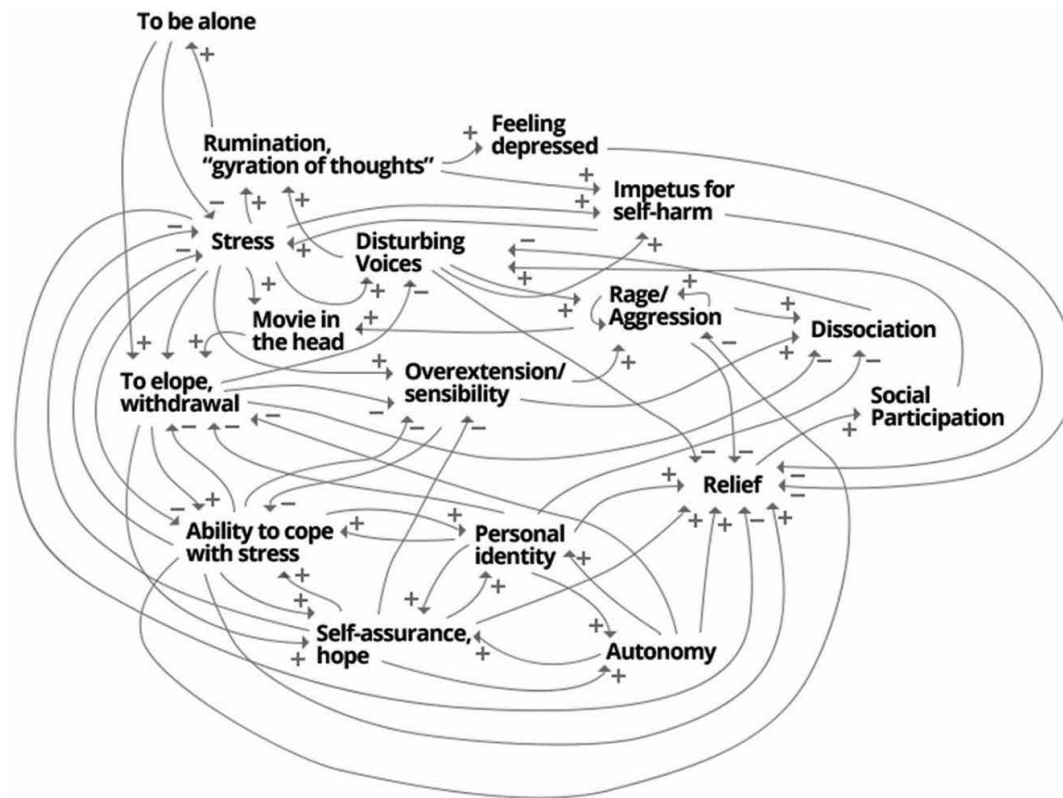 To be alone
Feeling
depressed
Rumination,
“gyration of thoughts”
Impetus for
self-harm
Stress
Disturbing
Voices
Rage/
Aggression
Movie in
the head
Dissociation
To elope,
withdrawal
Overextension/
sensibility
Social
Participation
Relief
Ability to cope
with stress
Personal
identity
Self-assurance,
hope
Autonomy